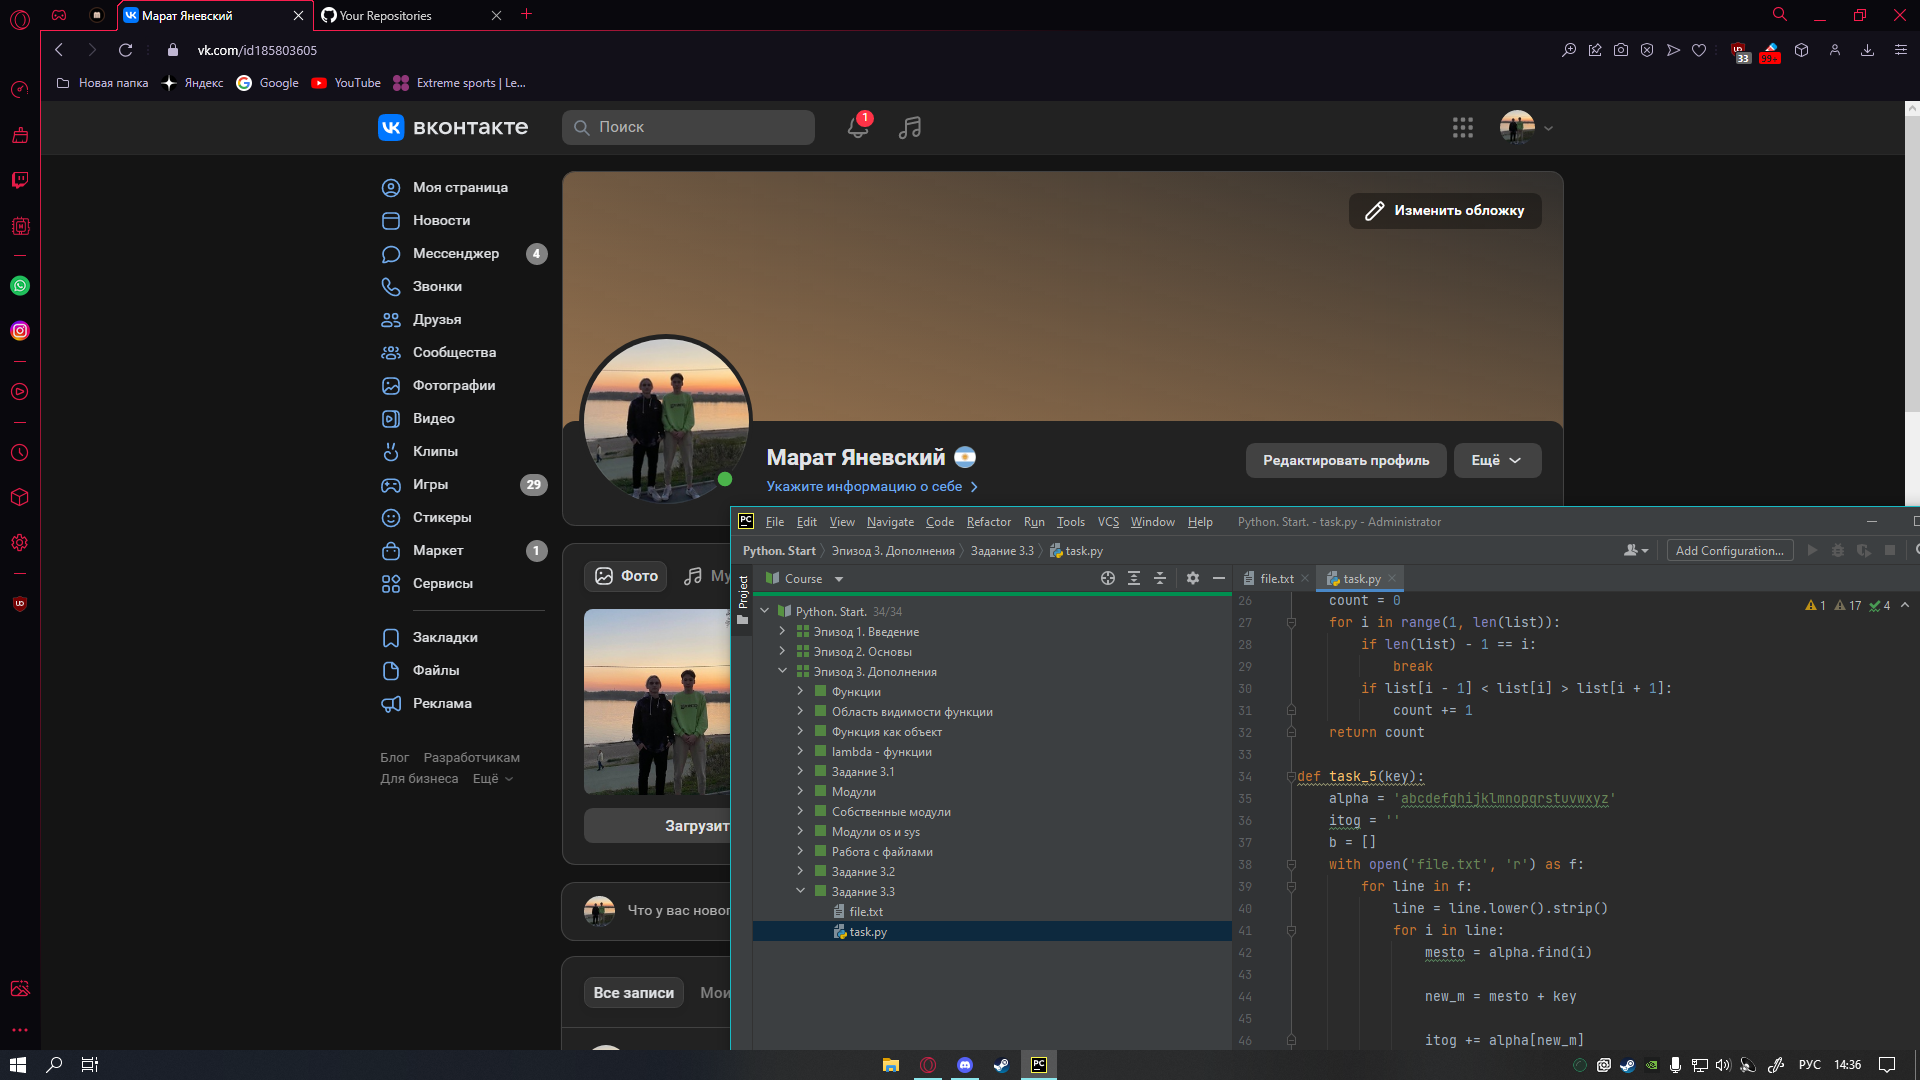 Марат Яневский
Your Repositories
vk.com/id185803605
33
99+
Новая папка
Яндекс
Google
YouTube
Extreme sports | Le...
вконтакте
Поиск
1
Моя страница
Новости
Мессенджер 4
Звонки
Друзья
Сообщества
Фотографии
Видео
Клипы
Игры 29
Стикеры
Маркет 1
Сервисы
Закладки
Файлы
Реклама
Блог Разработчикам
Для бизнеса Ещё
Изменить обложку
Марат Яневский
Укажите информацию о себе
Редактировать профиль
Ещё
Фото
Му
Загрузит
Что у вас новог
Все записи
Мои
PC File Edit View Navigate Code Refactor Run Tools VCS Window Help Python. Start. - task.py - Administrator
Python. Start Эпизод 3. Дополнения Задание 3.3 task.py
Add Configuration...
Project
Course
Python. Start. 34/34
Эпизод 1. Введение
Эпизод 2. Основы
Эпизод 3. Дополнения
Функции
Область видимости функции
Функция как объект
lambda - функции
Задание 3.1
Модули
Собственные модули
Модули os и sys
Работа с файлами
Задание 3.2
Задание 3.3
file.txt
task.py
file.txt task.py
1 17 4
26 count = 0
27 for i in range(1, len(list)):
28 if len(list) - 1 == i:
29 break
30 if list[i - 1] < list[i] > list[i + 1]:
31 count += 1
32 return count
33
34 def task_5(key):
35 alpha = 'abcdefghijklmnopqrstuvwxyz'
36 itog = ''
37 b = []
38 with open('file.txt', 'r') as f:
39 for line in f:
40 line = line.lower().strip()
41 for i in line:
42 mesto = alpha.find(i)
43
44 new_m = mesto + key
45
46 itog += alpha[new_m]
РУС 14:36